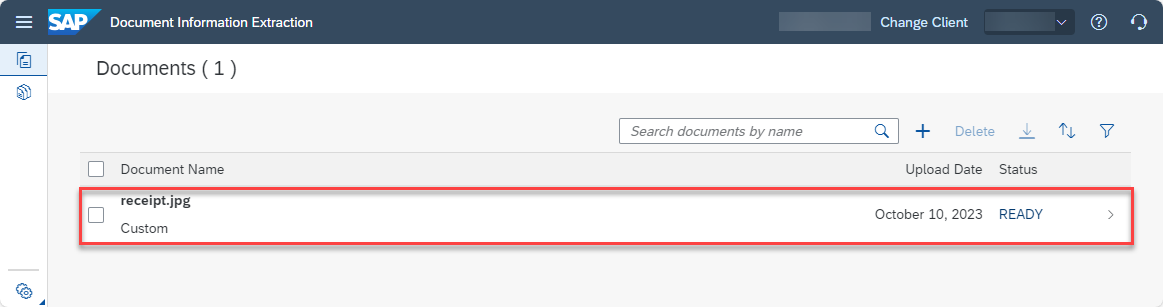 SAP Document Information Extraction Change Client
Documents ( 1 )
Search documents by name Delete
Document Name Upload Date Status
receipt.jpg
October 10, 2023 READY
Custom